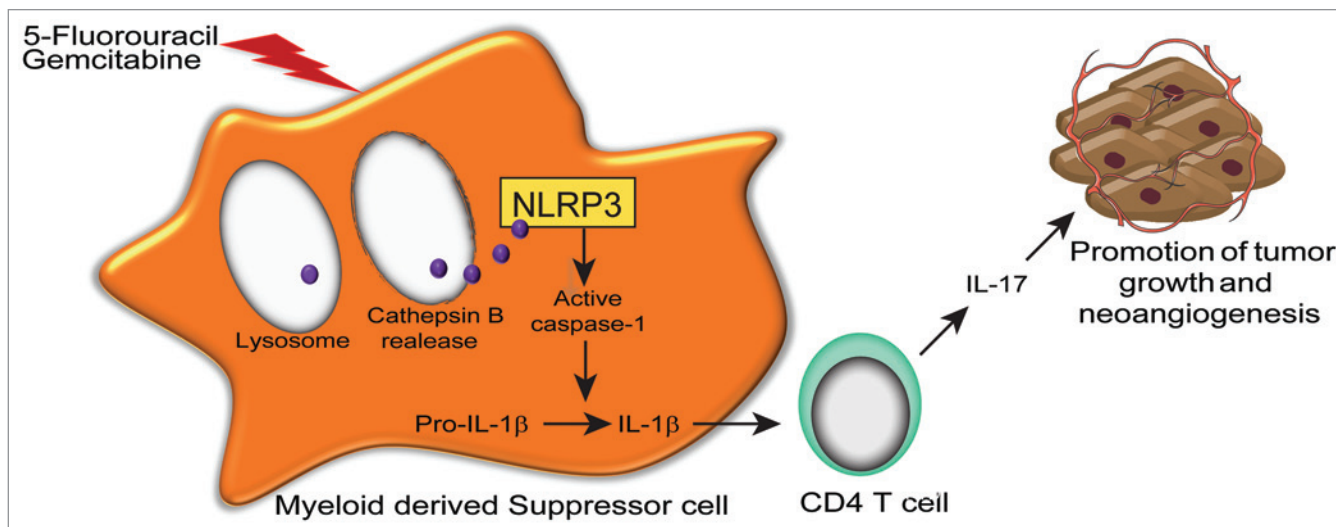 5-Fluorouracil
Gemcitabine
NLRP3
Lysosome
Cathepsin B
realease
Active
caspase-1
Pro-IL-1β
IL-1β
Myeloid derived Suppressor cell
CD4 T cell
IL-17
Promotion of tumor
growth and
neoangiogenesis